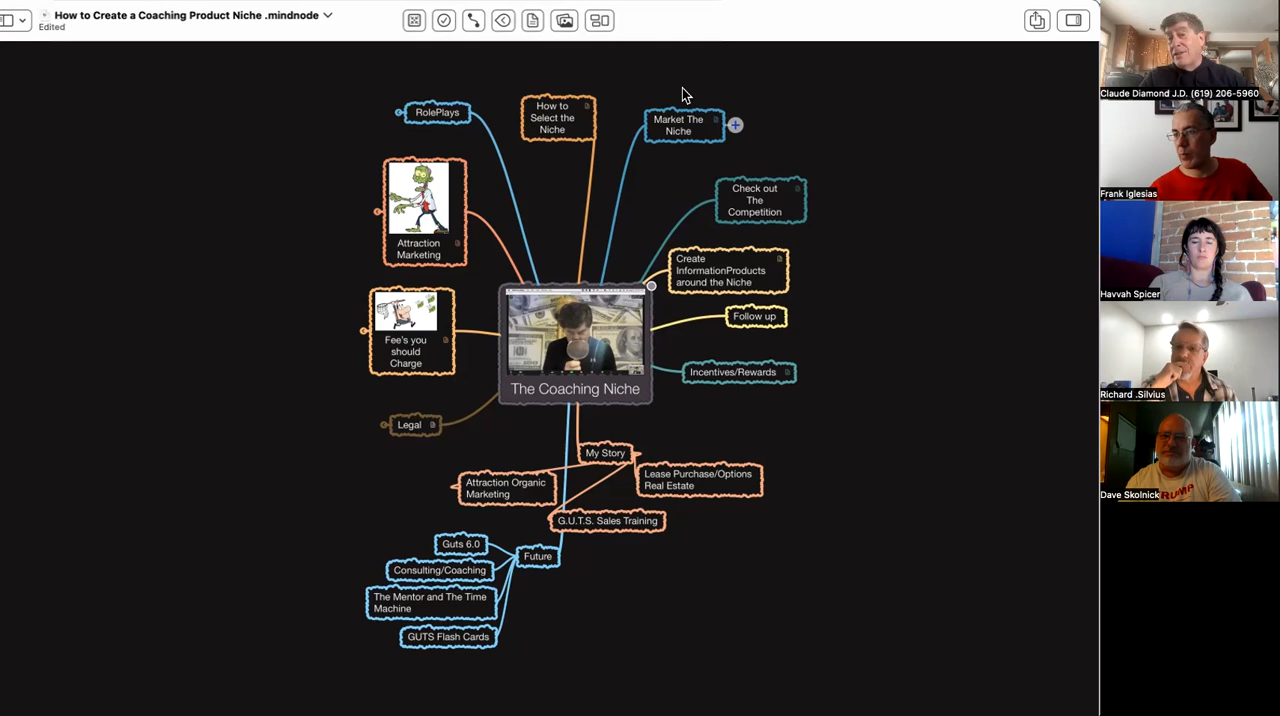 How to Create a Coaching Product Niche .mindnode
Edited
RolePlays
How to
Select the
Niche
Market The
Niche
Check out
The
Competition
Attraction
Marketing
Create
InformationProducts
around the Niche
Follow up
Fee's you
should
Charge
Incentives/Rewards
The Coaching Niche
Legal
My Story
Lease Purchase/Options
Real Estate
Attraction Organic
Marketing
G.U.T.S. Sales Training
Guts 6.0
Future
Consulting/Coaching
The Mentor and The Time
Machine
GUTS Flash Cards
Claude Diamond J.D. (619) 206-5960
Frank Iglesias
Havvah Spicer
Richard .Silvius
Dave Skolnick
RUMP